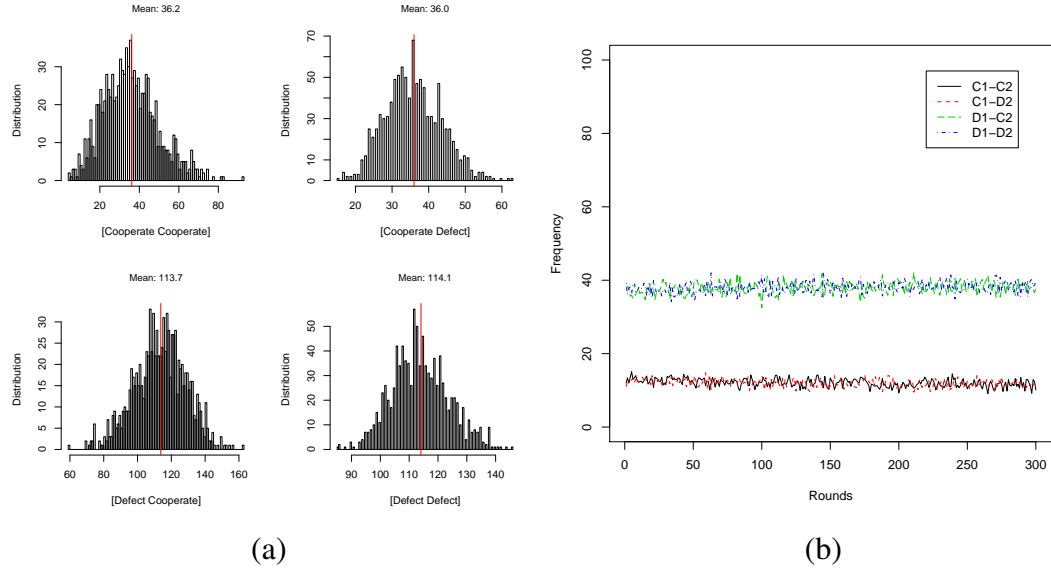 Mean: 36.2
Distribution
0
10
20
30
20 40 60 80
[Cooperate Cooperate]
Mean: 36.0
Distribution
0
10
20
30
40
50
60
70
20 30 40 50 60
[Cooperate Defect]
Mean: 113.7
Distribution
0
5
10
15
20
25
30
60 80 100 120 140 160
[Defect Cooperate]
Mean: 114.1
Distribution
0
10
20
30
40
50
90 100 110 120 130 140
[Defect Defect]
(a)
Frequency
0
20
40
60
80
100
C1−C2
C1−D2
D1−C2
D1−D2
0 50 100 150 200 250 300
Rounds
(b)